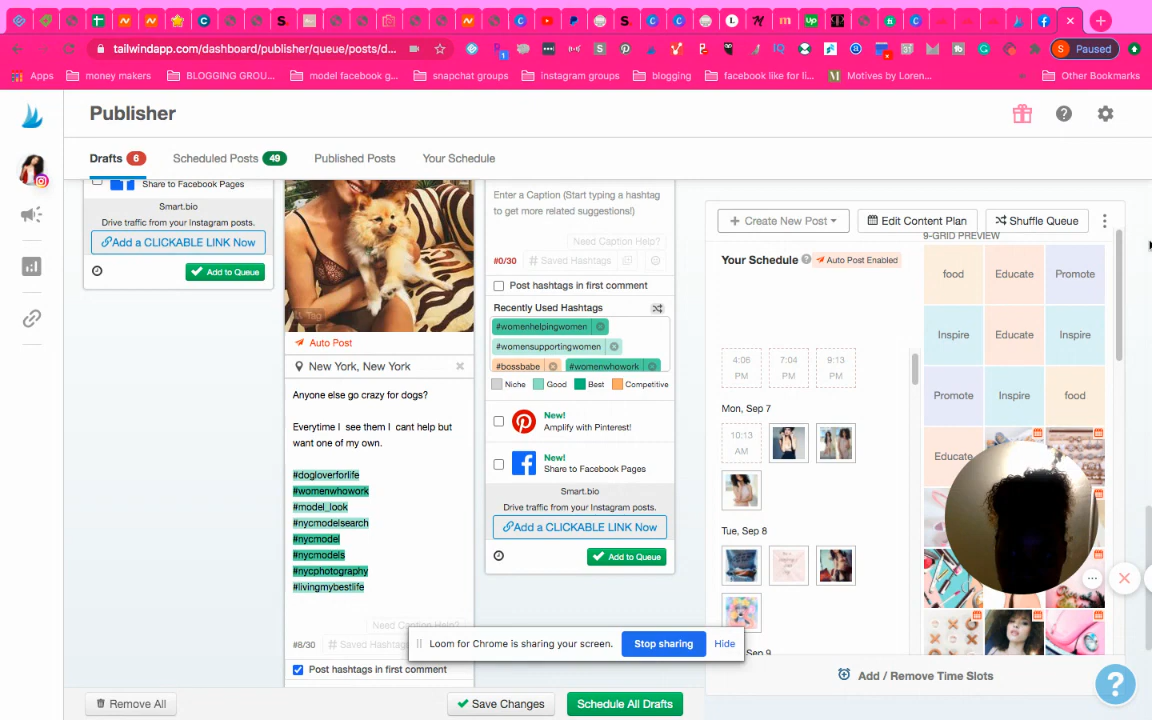 tailwindapp.com/dashboard/publisher/queue/posts/d...
Paused
Apps
money makers
BLOGGING GROU...
model facebook g...
snapchat groups
instagram groups
blogging
facebook like for li...
Motives by Loren...
Other Bookmarks
Publisher
Drafts 6
Scheduled Posts 49
Published Posts
Your Schedule
Share to Facebook Pages
Smart.bio
Drive traffic from your Instagram posts.
Add a CLICKABLE LINK Now
Add to Queue
Tag
Auto Post
New York, New York
Anyone else go crazy for dogs?
Everytime I see them I cant help but
want one of my own.
#dogloverforlife
#womenwhowork
#model_look
#nycmodelsearch
#nycmodel
#nycmodels
#nycphotography
#livingmybestlife
Need Caption Help?
#8/30
# Saved Hashtags
Post hashtags in first comment
Enter a Caption (Start typing a hashtag
to get more related suggestions!)
Need Caption Help?
#0/30
# Saved Hashtags
Post hashtags in first comment
Recently Used Hashtags
#womenhelpingwomen
#womensupportingwomen
#bossbabe
#womenwhowork
Niche
Good
Best
Competitive
New!
Amplify with Pinterest!
New!
Share to Facebook Pages
Smart.bio
Drive traffic from your Instagram posts.
Add a CLICKABLE LINK Now
Add to Queue
+ Create New Post
Edit Content Plan
Shuffle Queue
Your Schedule
Auto Post Enabled
9-GRID PREVIEW
4:06
PM
7:04
PM
9:13
PM
Mon, Sep 7
10:13
AM
Tue, Sep 8
food
Educate
Promote
Inspire
Educate
Inspire
Promote
Inspire
food
Educate
Add / Remove Time Slots
Loom for Chrome is sharing your screen.
Stop sharing
Hide
Remove All
Save Changes
Schedule All Drafts